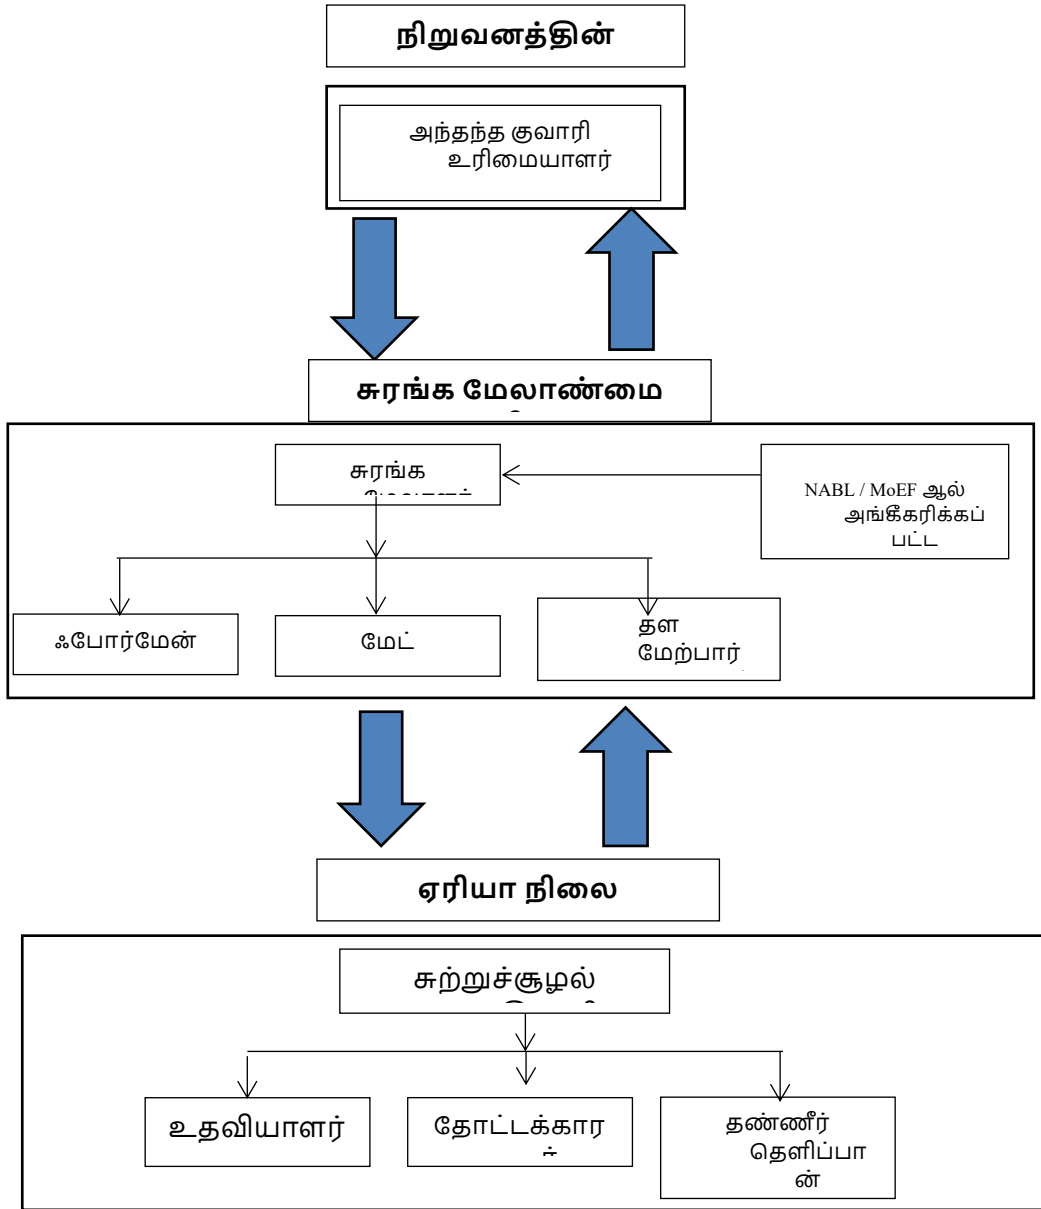 நிறுவனத்தின்
அந்தந்த குவாரி
உரிமையாளர்
சுரங்க மேலாண்மை
சுரங்க
NABL / MoEF ஆல்
அங்கீகரிக்கப்
பட்ட
ஃபோர்மேன்
மேட்
தள
மேற்பார்
ஏரியா நிலை
சுற்றுச்சூழல்
உதவியாளர்
தோட்டக்கார
ர்
தண்ணீர்
தெளிப்பா
ன்